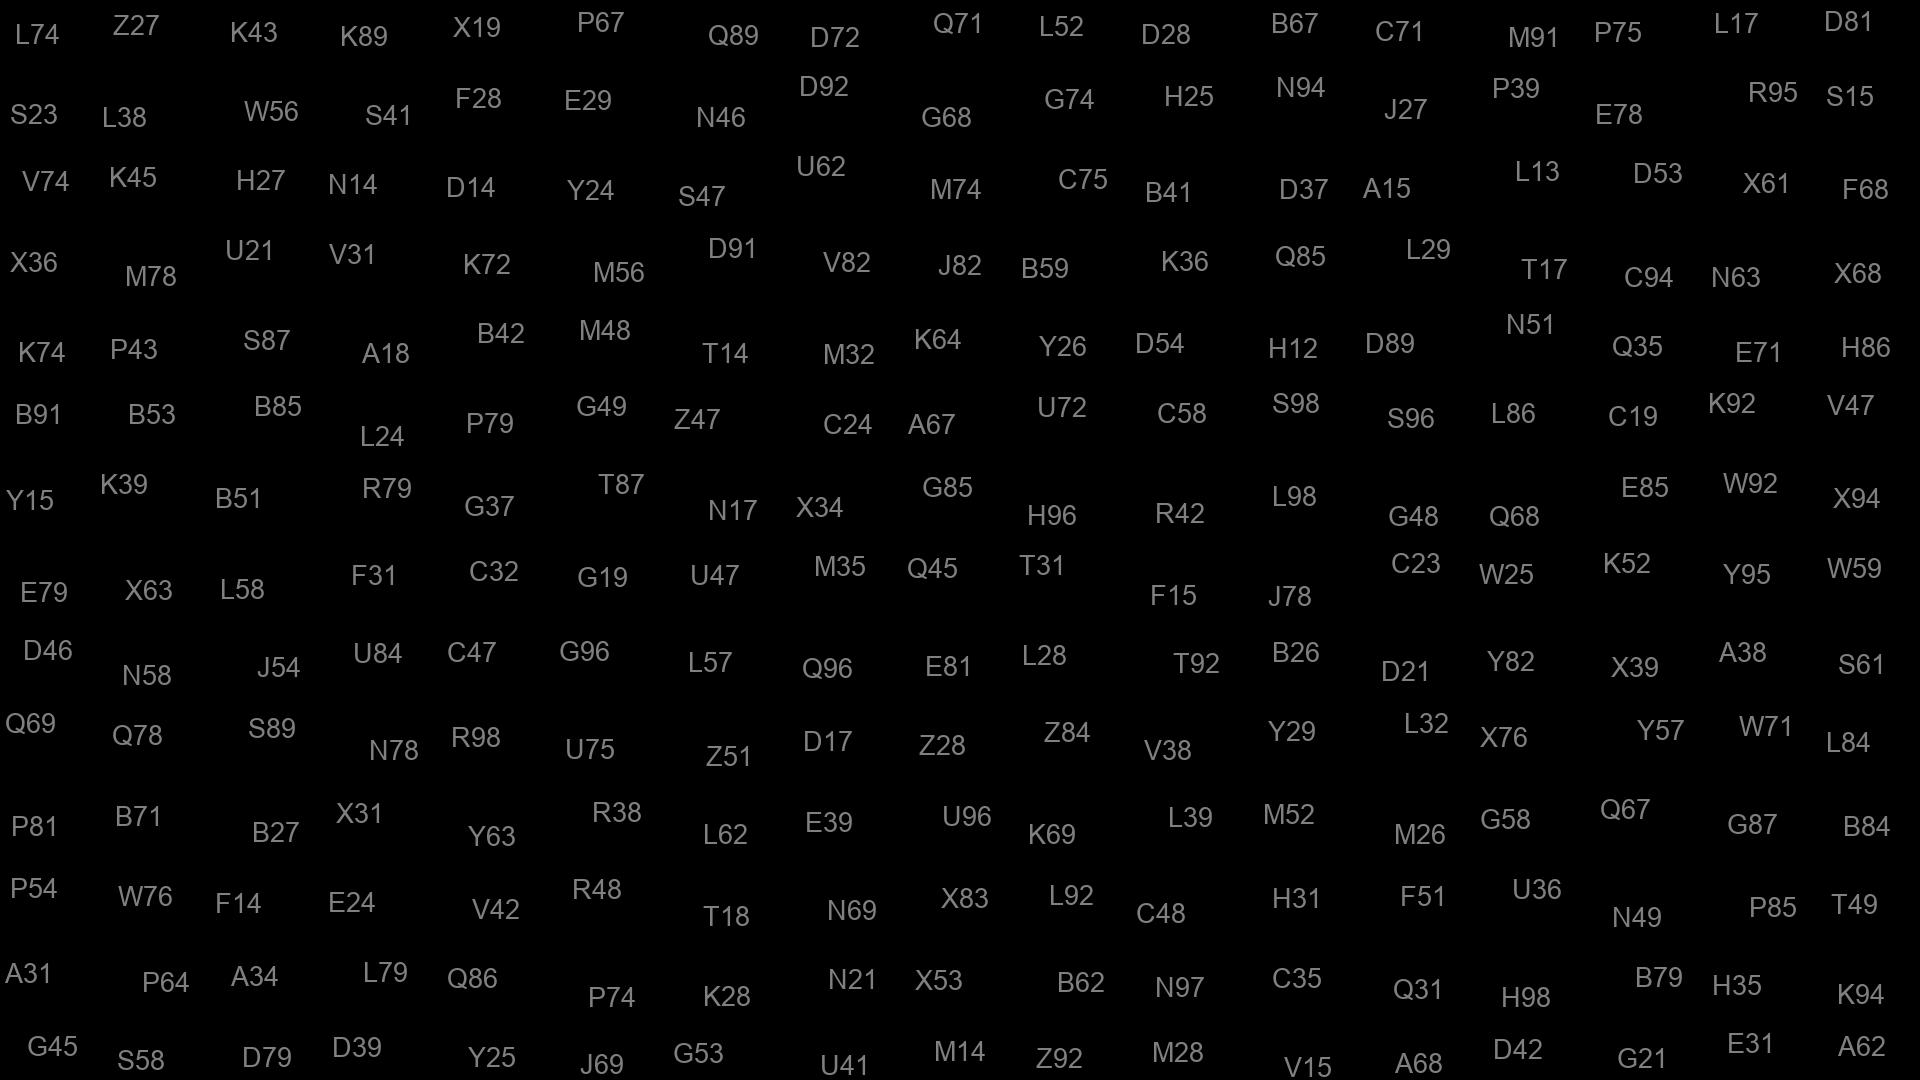 L74 Z27 K43 K89 X19 P67 Q89 D72 Q71 L52 D28 B67 C71 M91 P75 L17 D81
S23 L38 W56 S41 F28 E29 N46 D92 G68 G74 H25 N94 J27 P39 E78 R95 S15
V74 K45 H27 N14 D14 Y24 S47 U62 M74 C75 B41 D37 A15 L13 D53 X61 F68
X36 M78 U21 V31 K72 M56 D91 V82 J82 B59 K36 Q85 L29 T17 C94 N63 X68
K74 P43 S87 A18 B42 M48 T14 M32 K64 Y26 D54 H12 D89 N51 Q35 E71 H86
B91 B53 B85 L24 P79 G49 Z47 C24 A67 U72 C58 S98 S96 L86 C19 K92 V47
Y15 K39 B51 R79 G37 T87 N17 X34 G85 H96 R42 L98 G48 Q68 E85 W92 X94
E79 X63 L58 F31 C32 G19 U47 M35 Q45 T31 F15 J78 C23 W25 K52 Y95 W59
D46 N58 J54 U84 C47 G96 L57 Q96 E81 L28 T92 B26 D21 Y82 X39 A38 S61
Q69 Q78 S89 N78 R98 U75 Z51 D17 Z28 Z84 V38 Y29 L32 X76 Y57 W71 L84
P81 B71 B27 X31 Y63 R38 L62 E39 U96 K69 L39 M52 M26 G58 Q67 G87 B84
P54 W76 F14 E24 V42 R48 T18 N69 X83 L92 C48 H31 F51 U36 N49 P85 T49
A31 P64 A34 L79 Q86 P74 K28 N21 X53 B62 N97 C35 Q31 H98 B79 H35 K94
G45 S58 D79 D39 Y25 J69 G53 U41 M14 Z92 M28 V15 A68 D42 G21 E31 A62